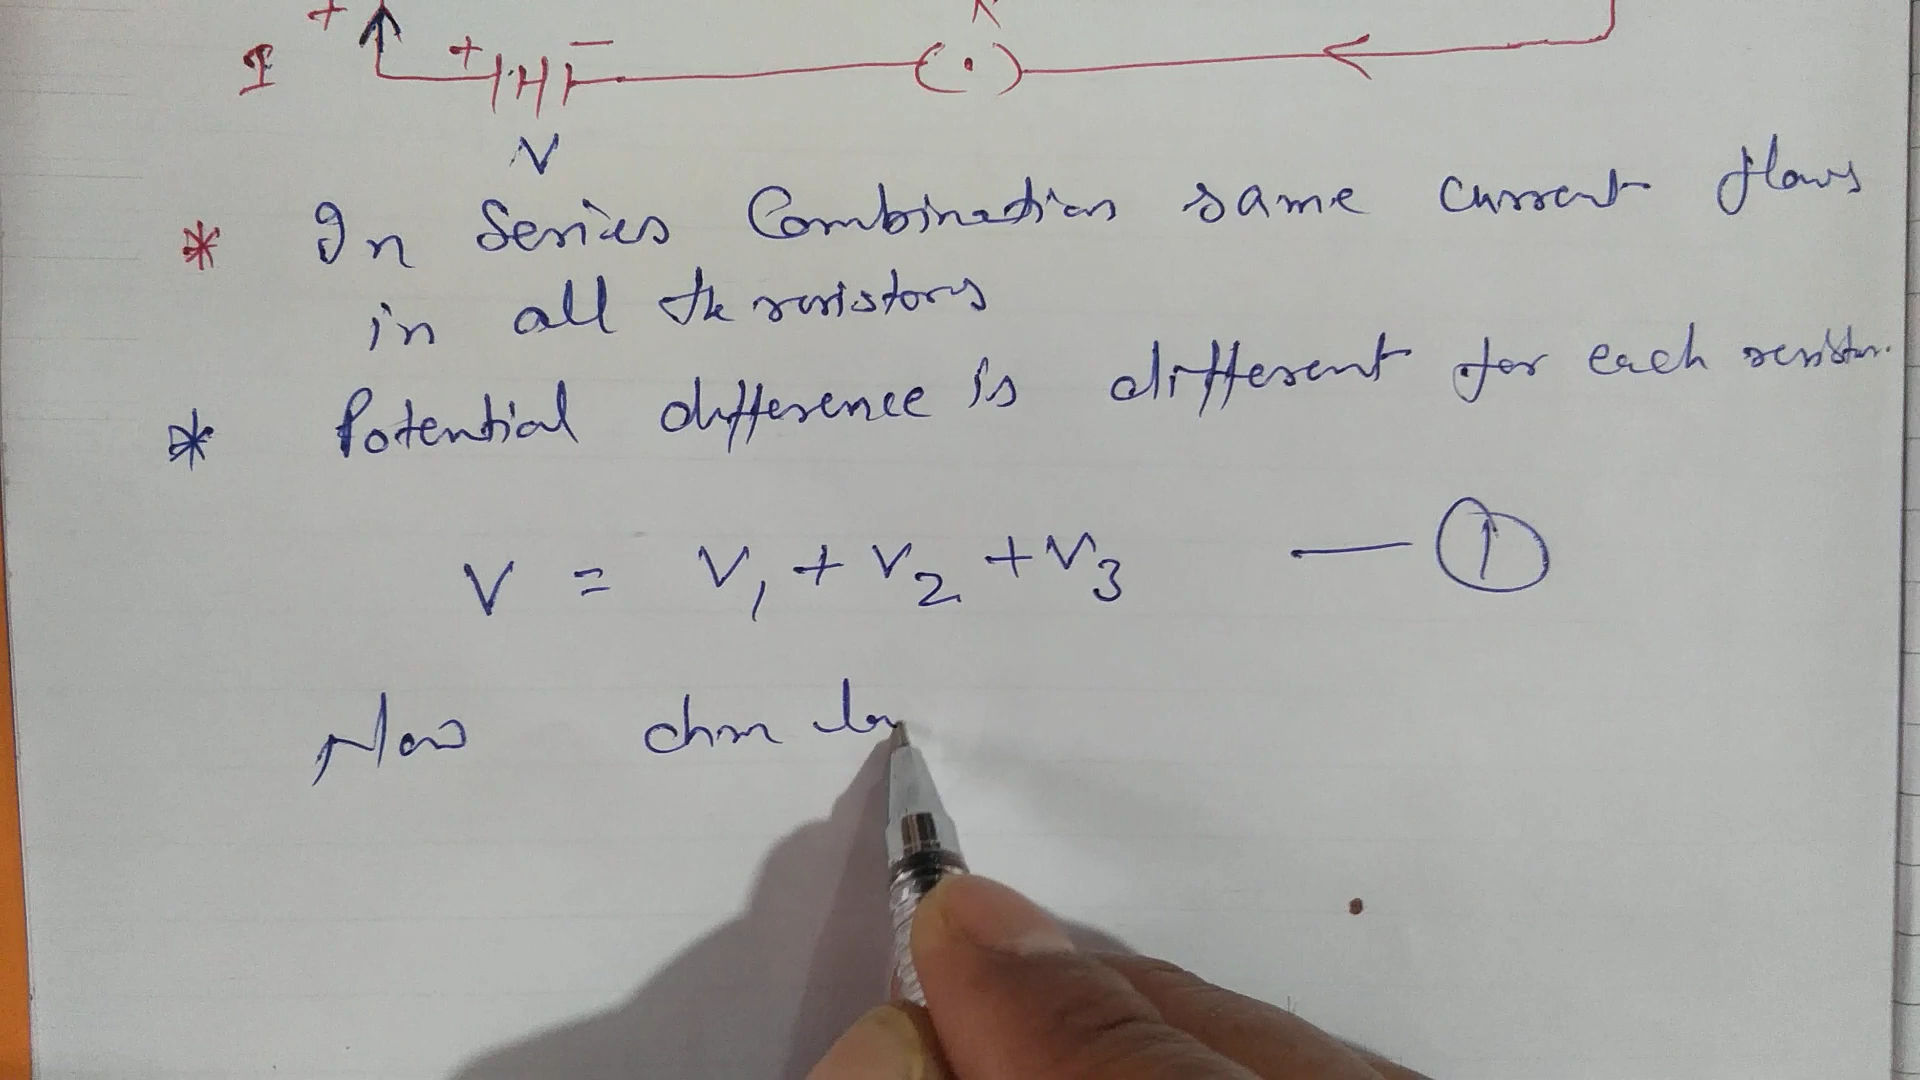 + K
I + −
V
* In Series Combination same current flows
in all the resistors
* Potential difference is different for each resistor.
V = V₁ + V₂ + V₃ — ①
Now ohm la